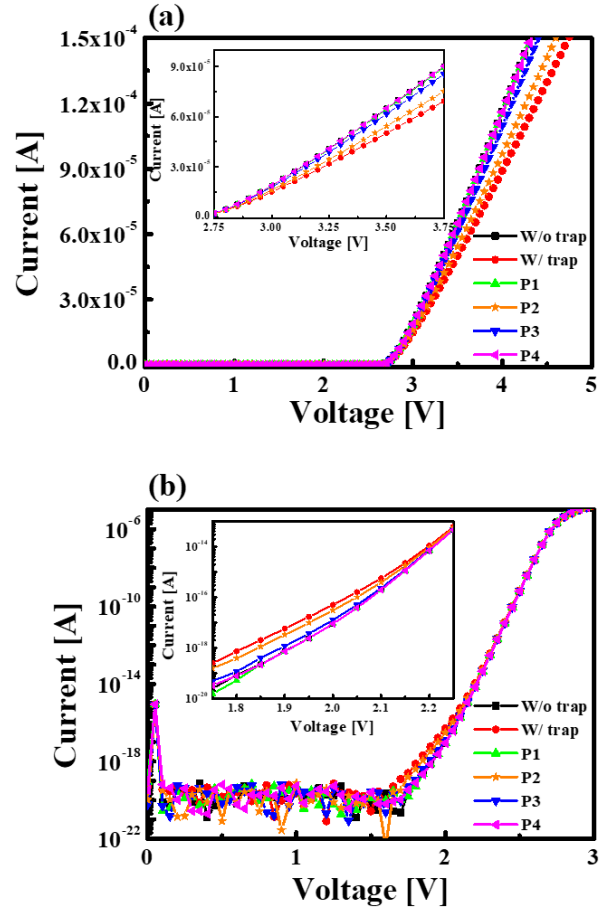 (a)
1.5x10⁻⁴
1.2x10⁻⁴
9.0x10⁻⁵
6.0x10⁻⁵
3.0x10⁻⁵
0.0
Current [A]
9.0x10⁻⁵
6.0x10⁻⁵
3.0x10⁻⁵
0.0
Current [A]
2.75 3.00 3.25 3.50 3.75
Voltage [V]
W/o trap
W/ trap
P1
P2
P3
P4
0 1 2 3 4 5
Voltage [V]
(b)
10⁻⁶
10⁻¹⁰
10⁻¹⁴
10⁻¹⁸
10⁻²²
Current [A]
10⁻¹⁴
10⁻¹⁶
10⁻¹⁸
10⁻²⁰
Current [A]
1.8 1.9 2.0 2.1 2.2
Voltage [V]
W/o trap
W/ trap
P1
P2
P3
P4
0 1 2 3
Voltage [V]